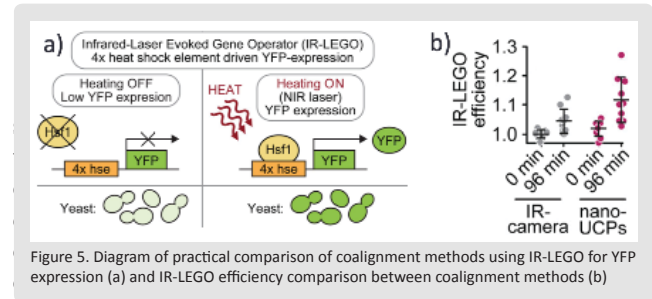 a)
Infrared-Laser Evoked Gene Operator (IR-LEGO)
4x heat shock element driven YFP-expression
Heating OFF
Low YFP expresion
HEAT
Heating ON
(NIR laser)
YFP expression
Hsf1
4x hse
YFP
Hsf1
4x hse
YFP
YFP
Yeast:
Yeast:
b)
IR-LEGO
efficiency
1.3
1.2
1.1
1.0
0 min
96 min
0 min
96 min
IR-
camera
nano-
UCPs
Figure 5. Diagram of practical comparison of coalignment methods using IR-LEGO for YFP
expression (a) and IR-LEGO efficiency comparison between coalignment methods (b)